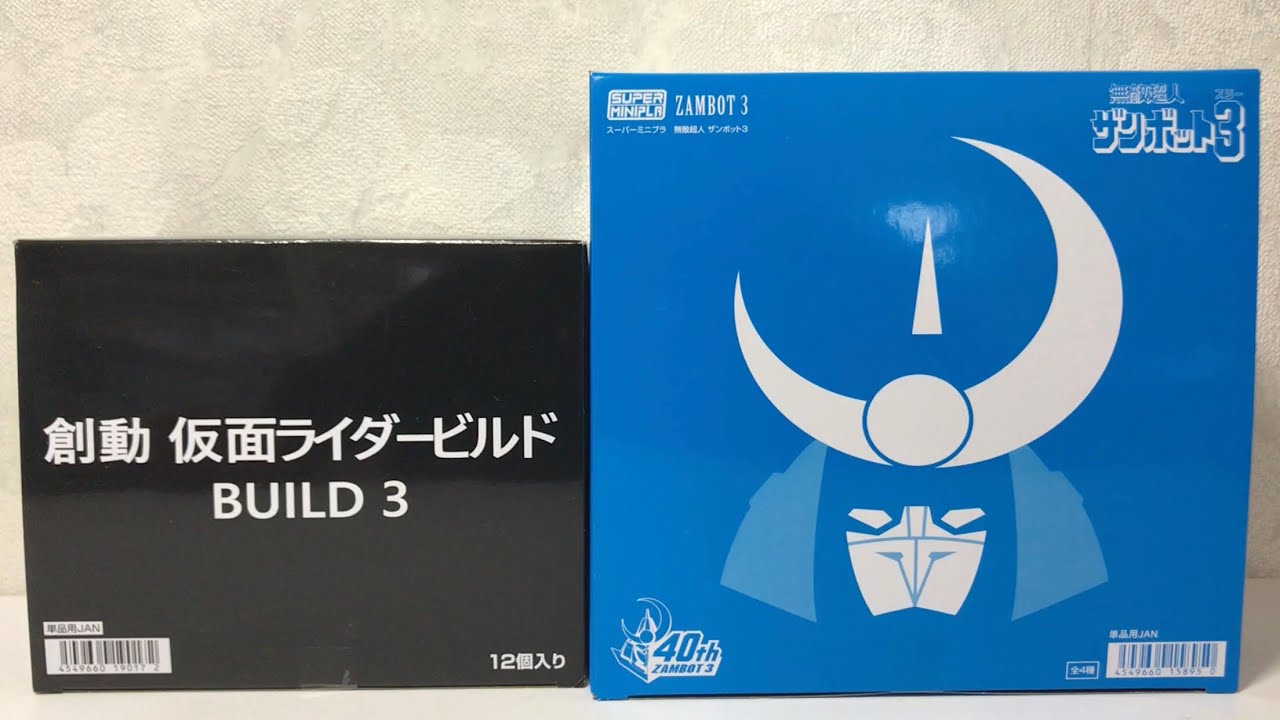 創動 仮面ライダービルド
BUILD 3
単品用JAN
4549660 19017 2
12個入り
SUPER
MINIPLA
ZAMBOT 3
スーパーミニプラ 無敵超人 ザンボット3
無敵超人
スリー
ザンボット3
40th
ZAMBOT 3
単品用JAN
全4種
4549660 15895 0